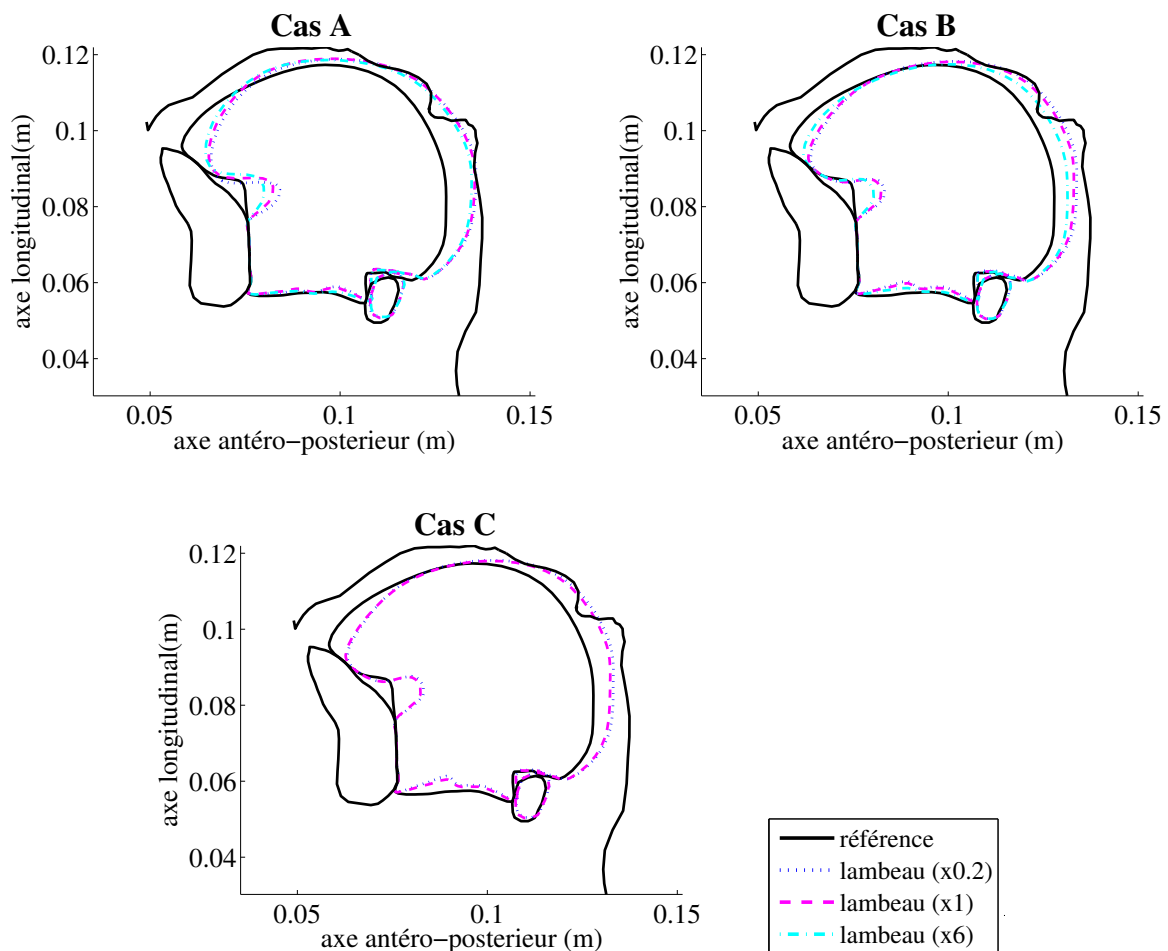 Cas A
0.12
0.1
0.08
0.06
0.04
axe longitudinal(m)
0.05 0.1 0.15
axe antéro−posterieur (m)
Cas B
0.12
0.1
0.08
0.06
0.04
axe longitudinal(m)
0.05 0.1 0.15
axe antéro−posterieur (m)
Cas C
0.12
0.1
0.08
0.06
0.04
axe longitudinal(m)
0.05 0.1 0.15
axe antéro−posterieur (m)
référence
lambeau (x0.2)
lambeau (x1)
lambeau (x6)